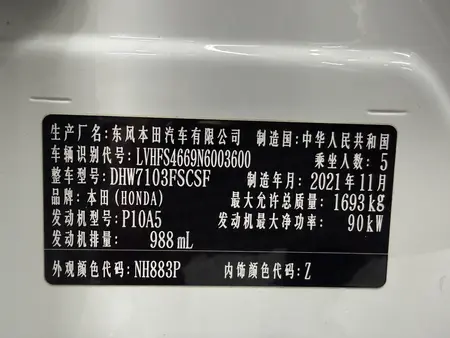 生产厂名：东风本田汽车有限公司 制造国：中华人民共和国
车辆识别代号：LVHFS4669N6003600 乘坐人数：5
整车型号：DHW7103FSCSF 制造年月：2021年11月
品牌：本田(HONDA) 最大允许总质量：1693kg
发动机型号：P10A5 发动机最大净功率：90kW
发动机排量：988mL
外观颜色代码：NH883P 内饰颜色代码：Z